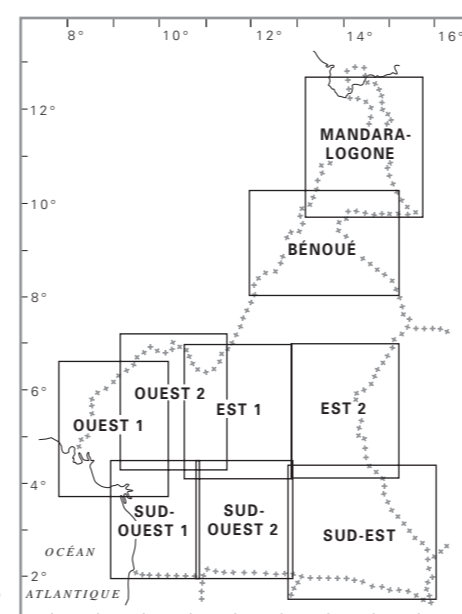 8° 10° 12° 14° 16°
12°
MANDARA-
LOGONE
10°
BÉNOUÉ
8°
6°
OUEST 2
OUEST 1
EST 1
EST 2
4°
SUD-
OUEST 1
SUD-
OUEST 2
SUD-EST
OCÉAN
2°
ATLANTIQUE